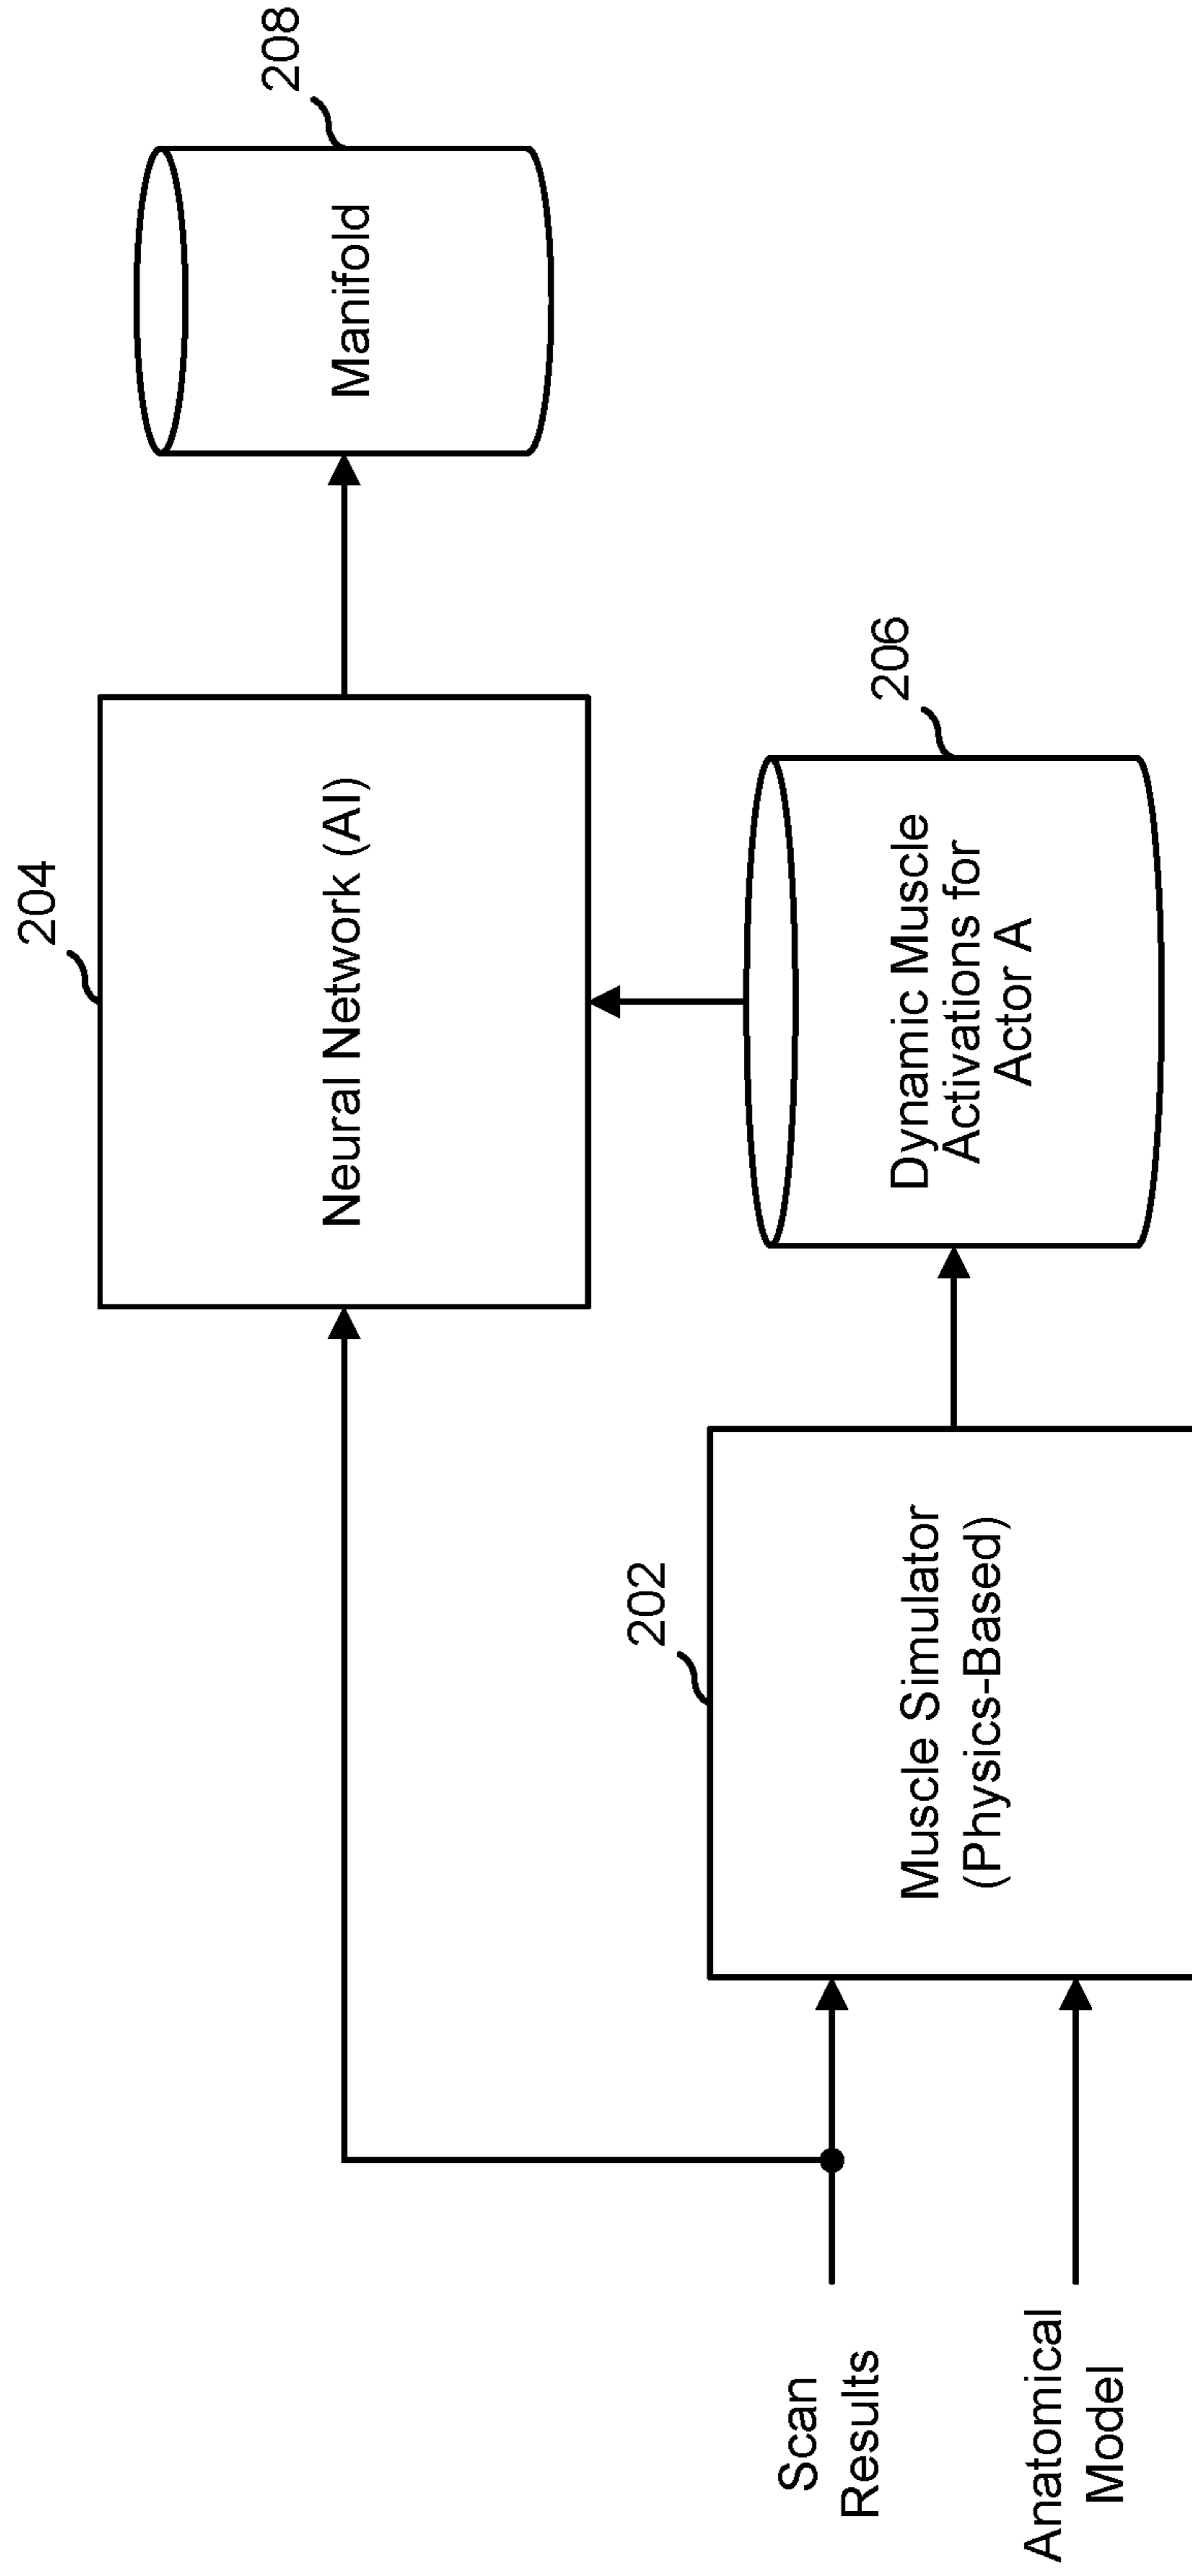 204
Neural Network (AI)
208
Manifold
202
Scan
Results
Anatomical
Model
Muscle Simulator
(Physics-Based)
206
Dynamic Muscle
Activations for
Actor A